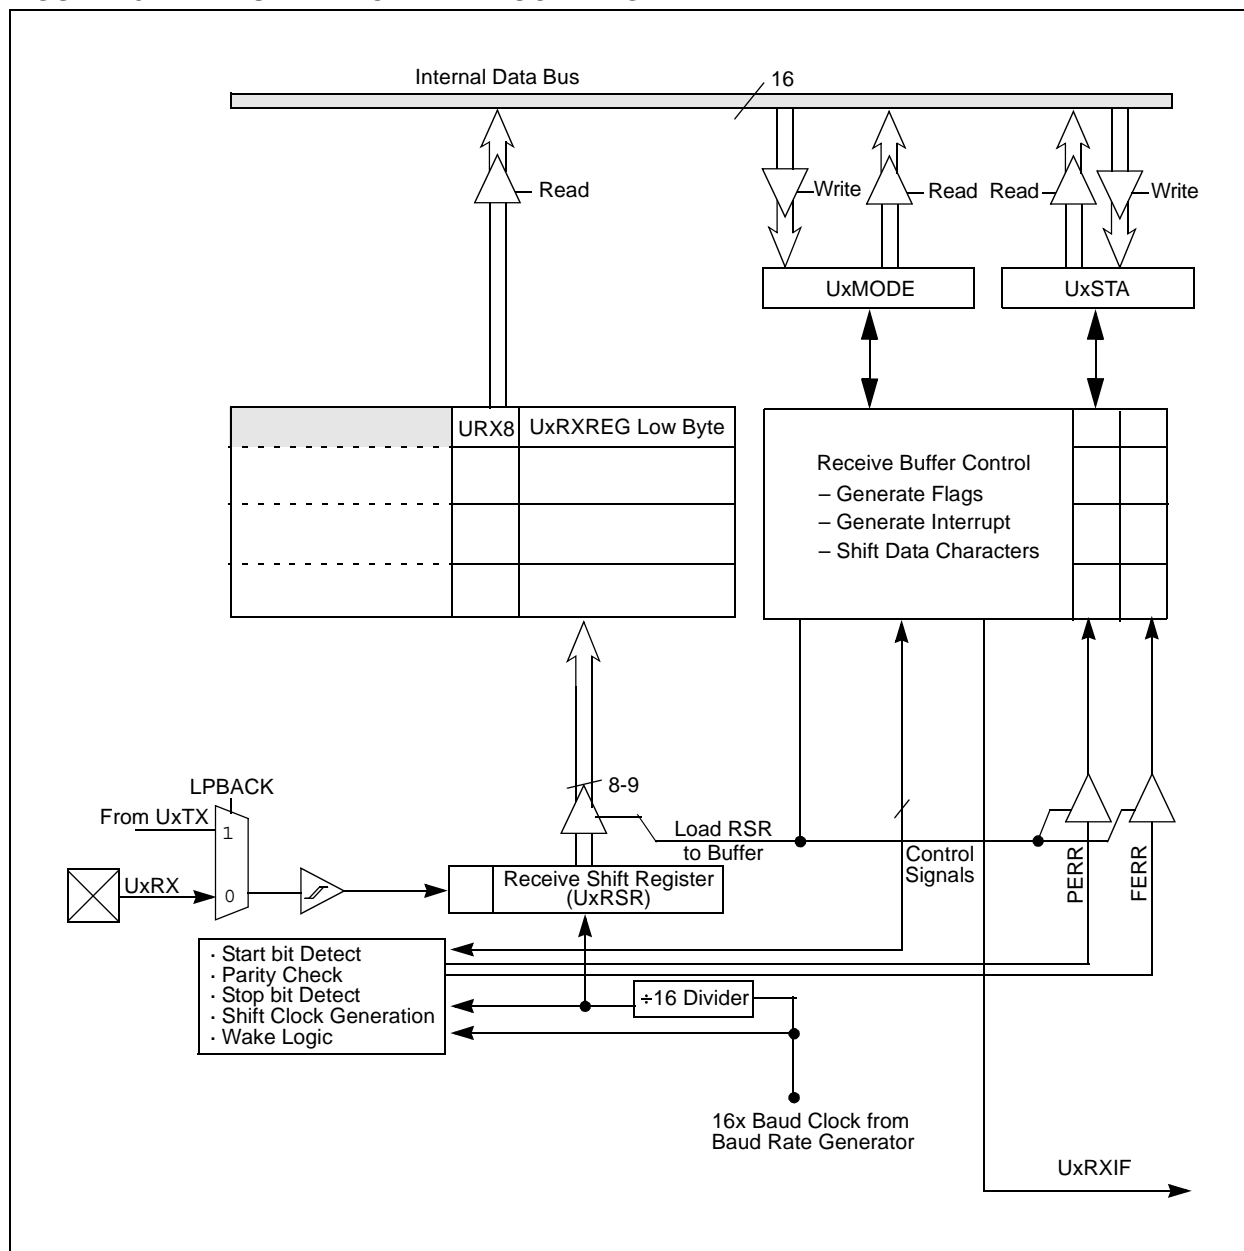 Internal Data Bus
16
Read
Write
Read
Read
Write
UxMODE
UxSTA
URX8
UxRXREG Low Byte
Receive Buffer Control
– Generate Flags
– Generate Interrupt
– Shift Data Characters
LPBACK
From UxTX
1
UxRX
0
8-9
Load RSR
to Buffer
Control
Signals
PERR
FERR
Receive Shift Register
(UxRSR)
· Start bit Detect
· Parity Check
· Stop bit Detect
· Shift Clock Generation
· Wake Logic
÷16 Divider
16x Baud Clock from
Baud Rate Generator
UxRXIF